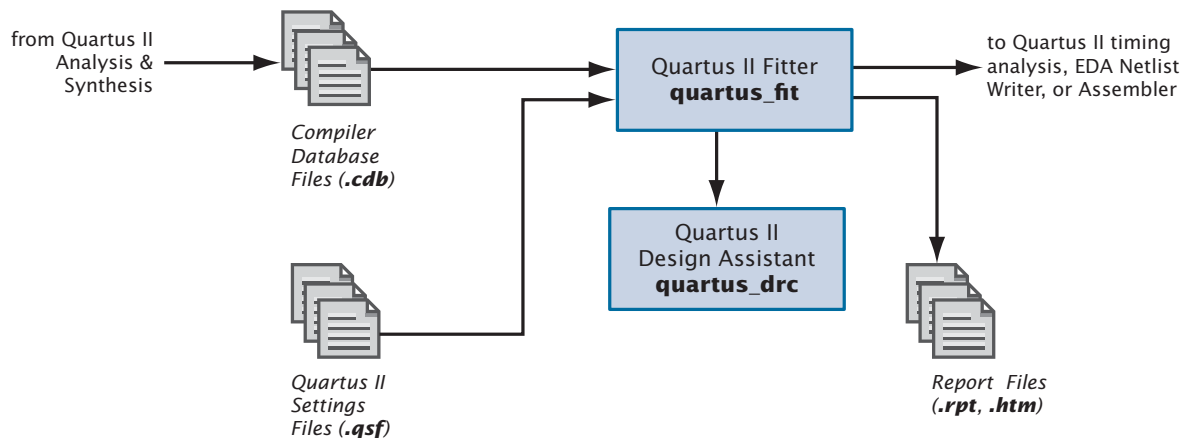 from Quartus II
Analysis &
Synthesis
Compiler
Database
Files (.cdb)
Quartus II
Settings
Files (.qsf)
Quartus II Fitter
quartus_fit
Quartus II
Design Assistant
quartus_drc
to Quartus II timing
analysis, EDA Netlist
Writer, or Assembler
Report Files
(.rpt, .htm)